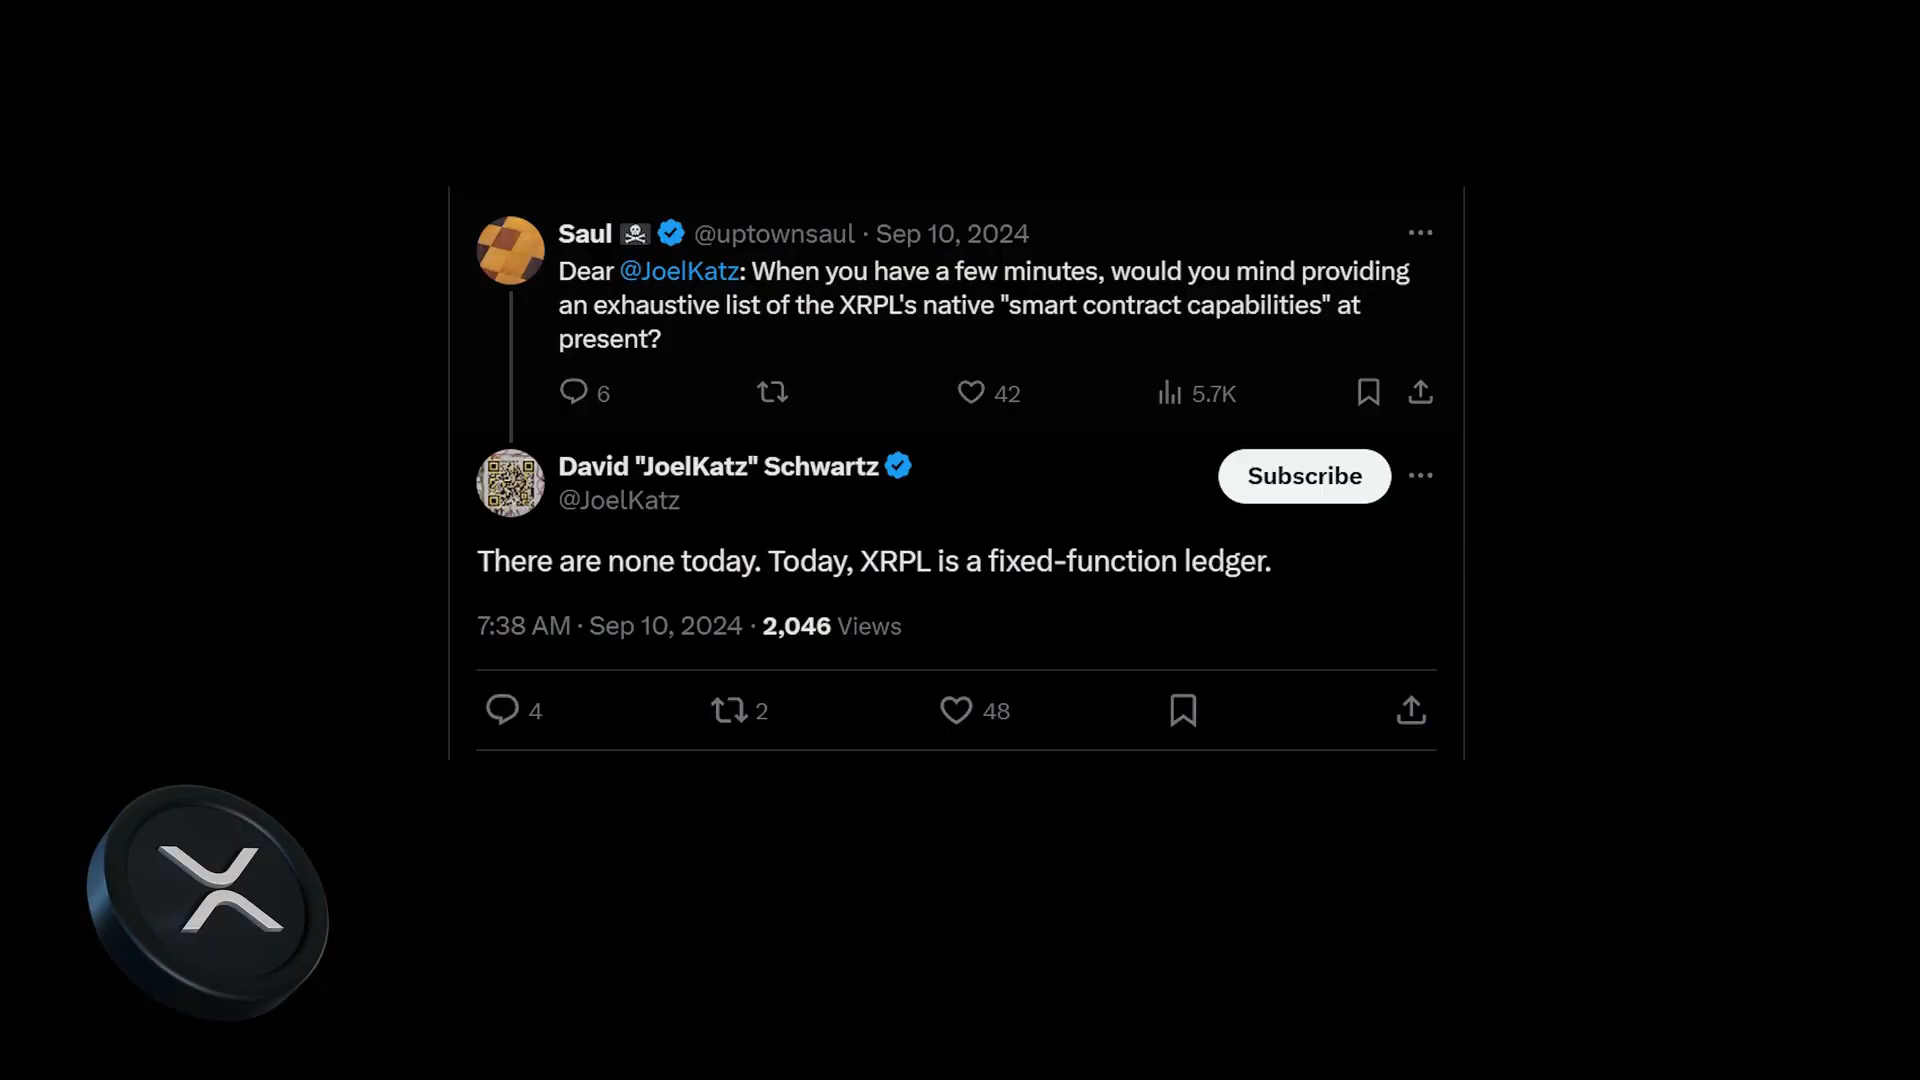 Saul @uptownsaul · Sep 10, 2024
Dear @JoelKatz: When you have a few minutes, would you mind providing
an exhaustive list of the XRPL's native "smart contract capabilities" at
present?
6 42 5.7K
David "JoelKatz" Schwartz
@JoelKatz
Subscribe
There are none today. Today, XRPL is a fixed-function ledger.
7:38 AM · Sep 10, 2024 · 2,046 Views
4 2 48